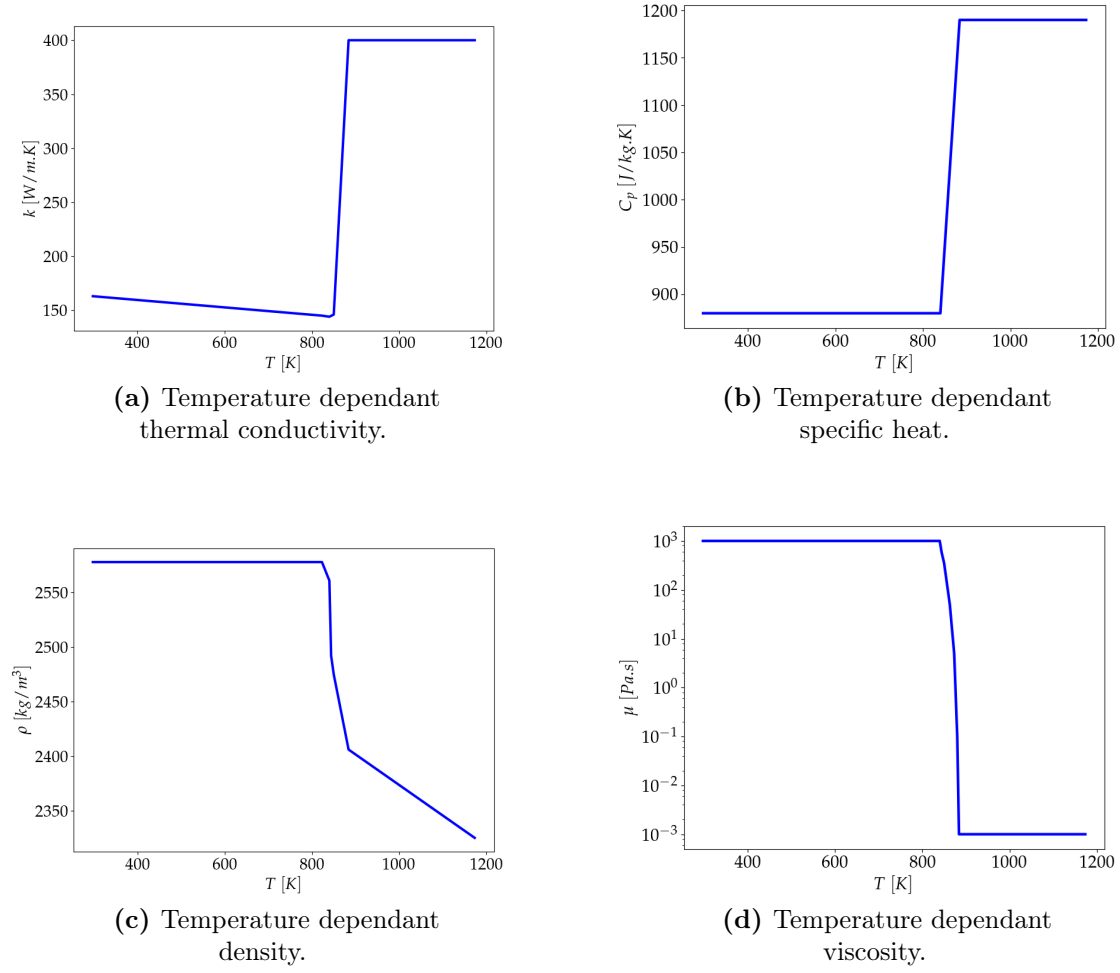 400
350
300
250
200
150
k [W/m.K]
400 600 800 1000 1200
T [K]
(a) Temperature dependant
thermal conductivity.
1200
1150
1100
1050
1000
950
900
C_p [J/kg.K]
400 600 800 1000 1200
T [K]
(b) Temperature dependant
specific heat.
2550
2500
2450
2400
2350
ρ [kg/m³]
400 600 800 1000 1200
T [K]
(c) Temperature dependant
density.
10³
10²
10¹
10⁰
10⁻¹
10⁻²
10⁻³
μ [Pa.s]
400 600 800 1000 1200
T [K]
(d) Temperature dependant
viscosity.